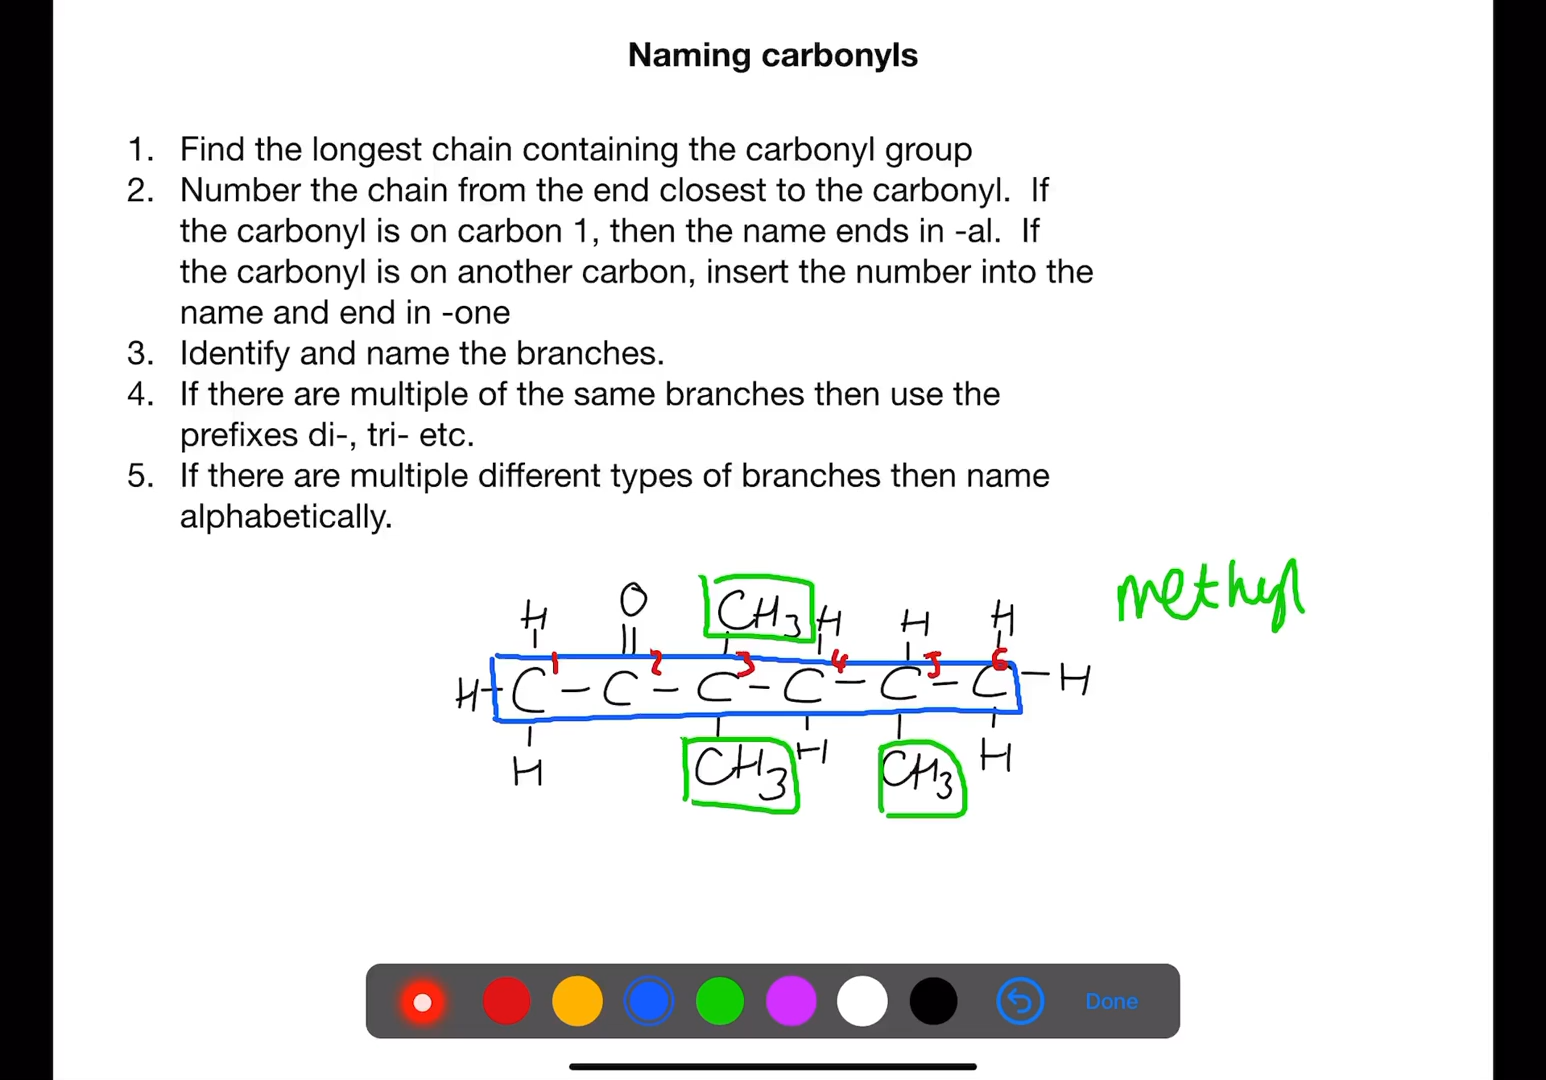 Naming carbonyls
1. Find the longest chain containing the carbonyl group
2. Number the chain from the end closest to the carbonyl. If
the carbonyl is on carbon 1, then the name ends in -al. If
the carbonyl is on another carbon, insert the number into the
name and end in -one
3. Identify and name the branches.
4. If there are multiple of the same branches then use the
prefixes di-, tri- etc.
5. If there are multiple different types of branches then name
alphabetically.
methyl
H O CH3 H H H
1 2 3 4 5 6
H - C - C - C - C - C - C - H
H CH3 H CH3 H
Done